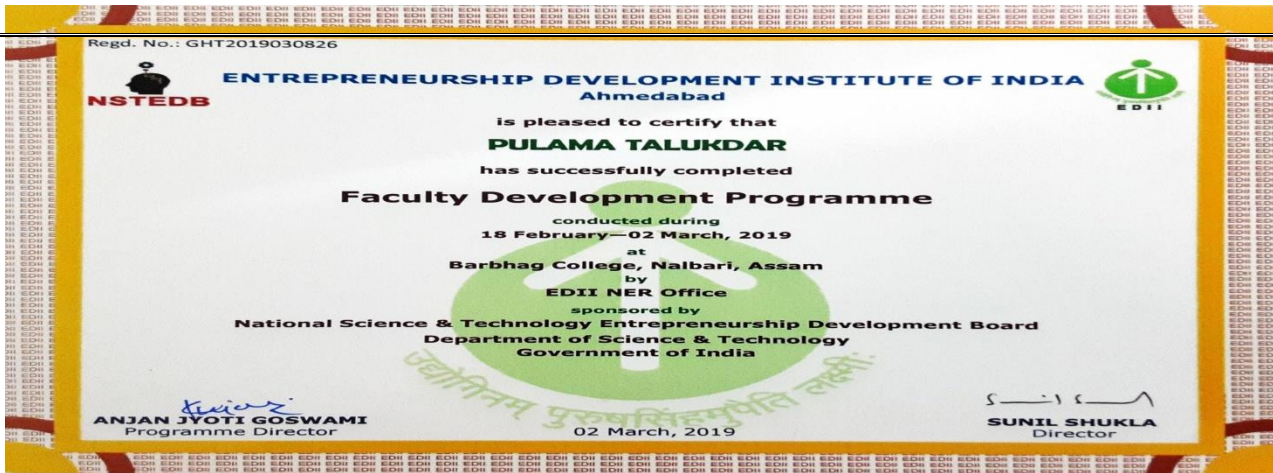 Regd. No.: GHT2019030826
NSTEDB
ENTREPRENEURSHIP DEVELOPMENT INSTITUTE OF INDIA
Ahmedabad
EDII
is pleased to certify that
PULAMA TALUKDAR
has successfully completed
Faculty Development Programme
conducted during
18 February—02 March, 2019
at
Barbhag College, Nalbari, Assam
by
EDII NER Office
sponsored by
National Science & Technology Entrepreneurship Development Board
Department of Science & Technology
Government of India
उद्योगिनम् पुरुषसिंहमुपैति लक्ष्मी:
ANJAN JYOTI GOSWAMI
Programme Director
02 March, 2019
SUNIL SHUKLA
Director